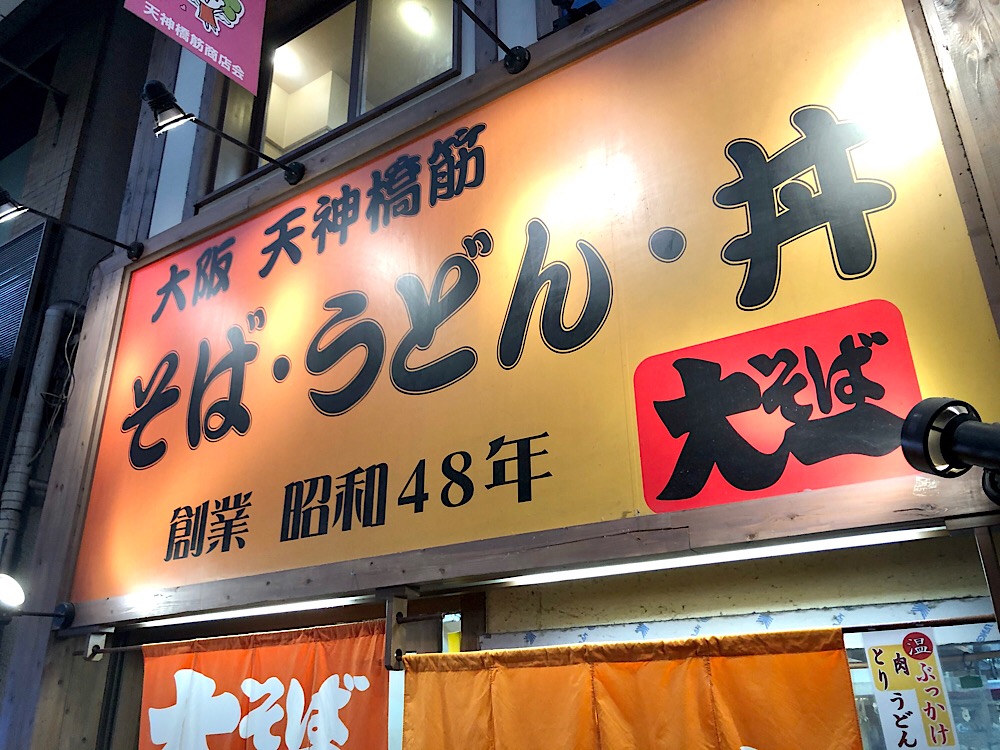 天神橋筋商店会
大阪 天神橋筋
そば・うどん・丼
大そば
創業 昭和48年
大そば
温ぶっかけ
肉うどん
とり